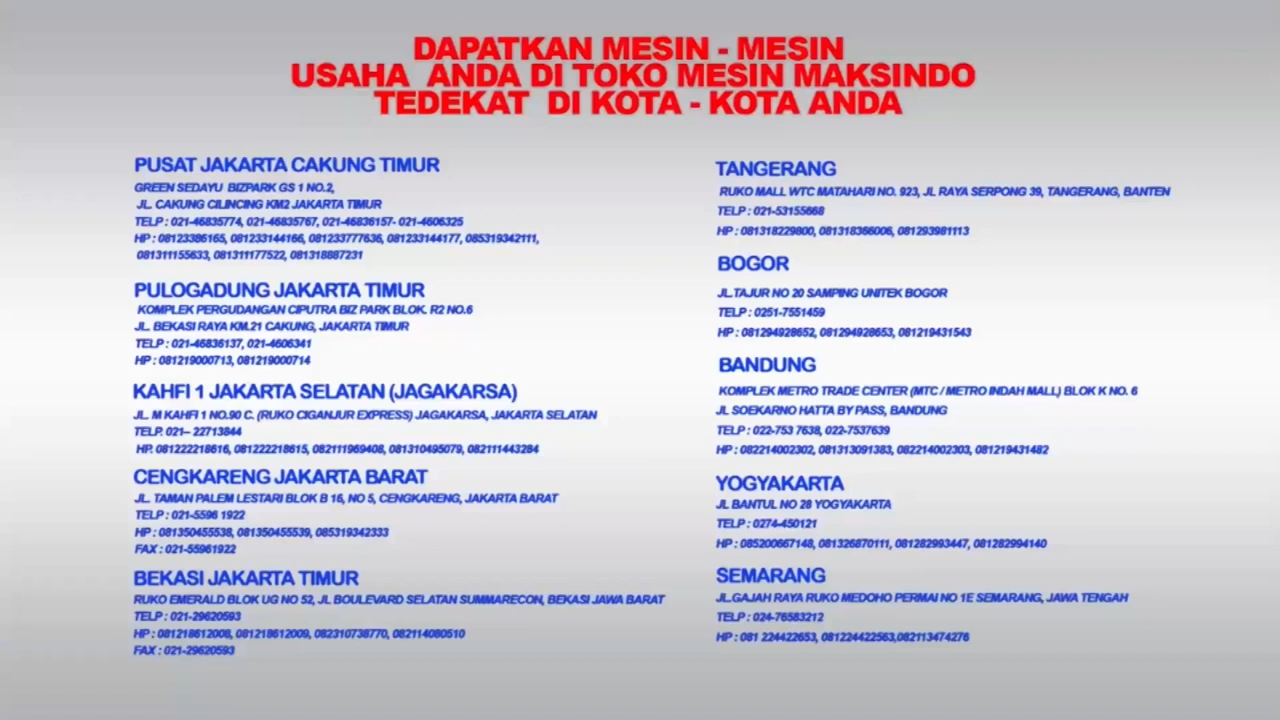 DAPATKAN MESIN - MESIN
USAHA ANDA DI TOKO MESIN MAKSINDO
TEDEKAT DI KOTA - KOTA ANDA
PUSAT JAKARTA CAKUNG TIMUR
GREEN SEDAYU BIZPARK GS 1 NO.2,
JL. CAKUNG CILINCING KM2 JAKARTA TIMUR
TELP : 021-46835774, 021-46835767, 021-46836157- 021-4606325
HP : 08123386165, 081233144166, 081233777636, 081233144177, 085319342111,
081311155633, 081311177522, 081318887231
PULOGADUNG JAKARTA TIMUR
KOMPLEK PERGUDANGAN CIPUTRA BIZ PARK BLOK. R2 NO.6
JL. BEKASI RAYA KM.21 CAKUNG, JAKARTA TIMUR
TELP : 021-46836137, 021-4606341
HP : 081219000713, 081219000714
KAHFI 1 JAKARTA SELATAN (JAGAKARSA)
JL. M KAHFI 1 NO.90 C. (RUKO CIGANJUR EXPRESS) JAGAKARSA, JAKARTA SELATAN
TELP. 021– 22713844
HP. 081222218616, 081222218615, 082111969408, 081310495079, 082111443284
CENGKARENG JAKARTA BARAT
JL. TAMAN PALEM LESTARI BLOK B 16, NO 5, CENGKARENG, JAKARTA BARAT
TELP : 021-5596 1922
HP : 081350455538, 081350455539, 085319342333
FAX : 021-55961922
BEKASI JAKARTA TIMUR
RUKO EMERALD BLOK UG NO 52, JL BOULEVARD SELATAN SUMMARECON, BEKASI JAWA BARAT
TELP : 021-29620593
HP : 081218612008, 081218612009, 082310738770, 082114080510
FAX : 021-29620593
TANGERANG
RUKO MALL WTC MATAHARI NO. 923, JL RAYA SERPONG 39, TANGERANG, BANTEN
TELP : 021-53155668
HP : 081318229800, 081318366006, 081293981113
BOGOR
JL.TAJUR NO 20 SAMPING UNITEK BOGOR
TELP : 0251-7551459
HP : 081294928652, 081294928653, 081219431543
BANDUNG
KOMPLEK METRO TRADE CENTER (MTC / METRO INDAH MALL) BLOK K NO. 6
JL SOEKARNO HATTA BY PASS, BANDUNG
TELP : 022-753 7638, 022-7537639
HP : 082214002302, 081313091383, 082214002303, 081219431482
YOGYAKARTA
JL BANTUL NO 28 YOGYAKARTA
TELP : 0274-450121
HP : 085200667148, 081326870111, 081282993447, 081282994140
SEMARANG
JL.GAJAH RAYA RUKO MEDOHO PERMAI NO 1E SEMARANG, JAWA TENGAH
TELP : 024-76583212
HP : 081 224422653, 081224422563,082113474276